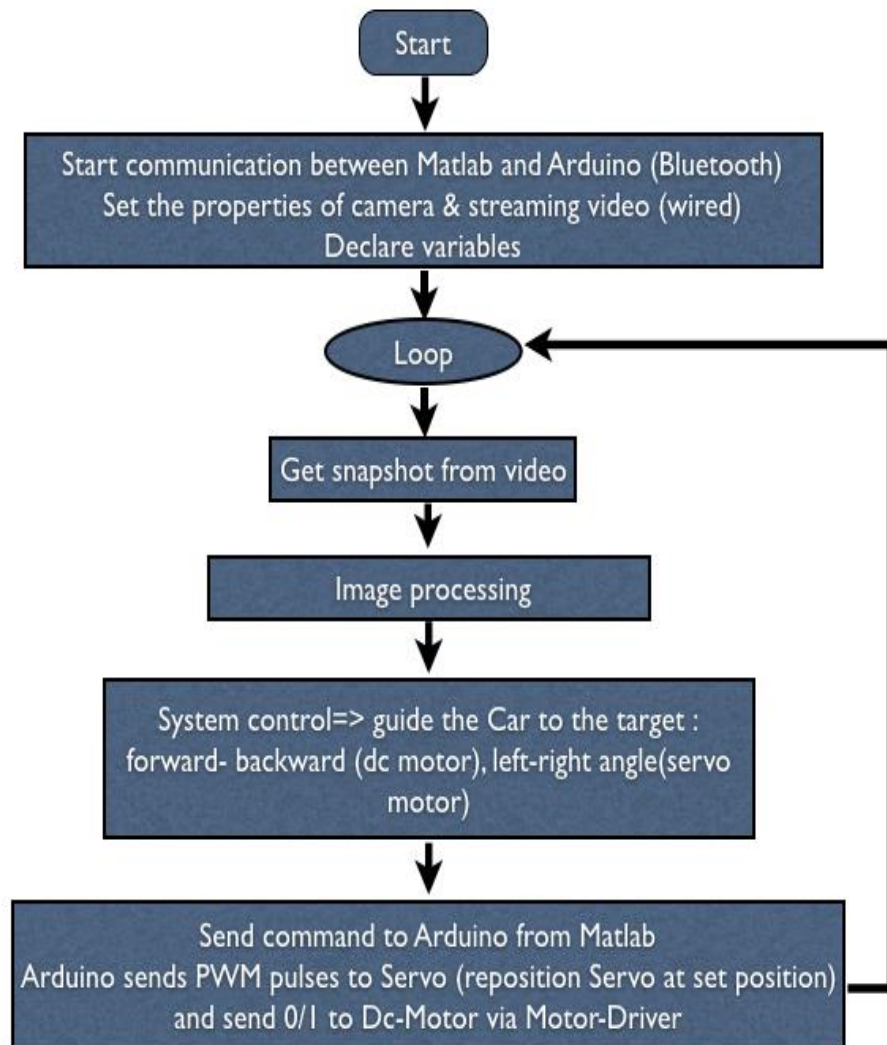 Start
Start communication between Matlab and Arduino (Bluetooth)
Set the properties of camera & streaming video (wired)
Declare variables
Loop
Get snapshot from video
Image processing
System control=> guide the Car to the target :
forward- backward (dc motor), left-right angle(servo
motor)
Send command to Arduino from Matlab
Arduino sends PWM pulses to Servo (reposition Servo at set position)
and send 0/1 to Dc-Motor via Motor-Driver